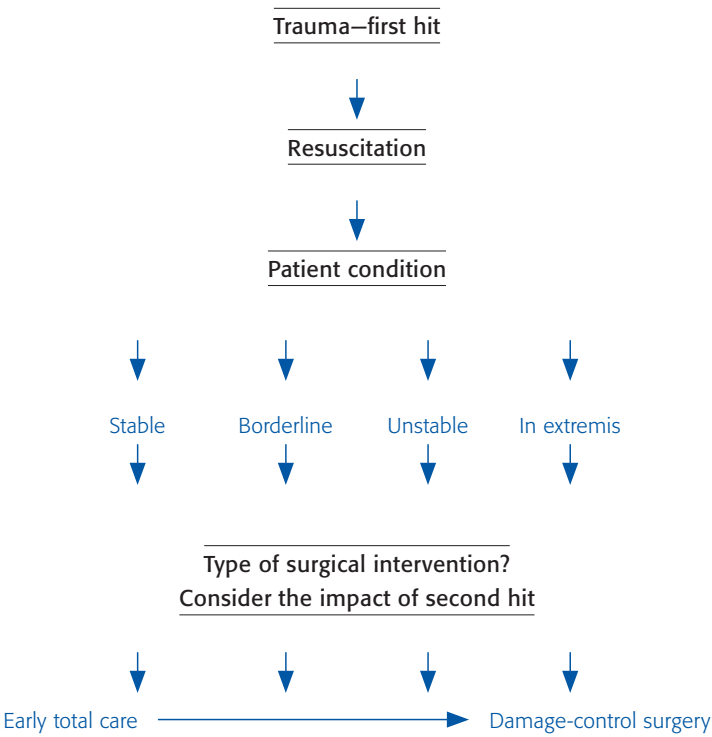 Trauma—first hit
Resuscitation
Patient condition
Stable Borderline Unstable In extremis
Type of surgical intervention?
Consider the impact of second hit
Early total care Damage-control surgery